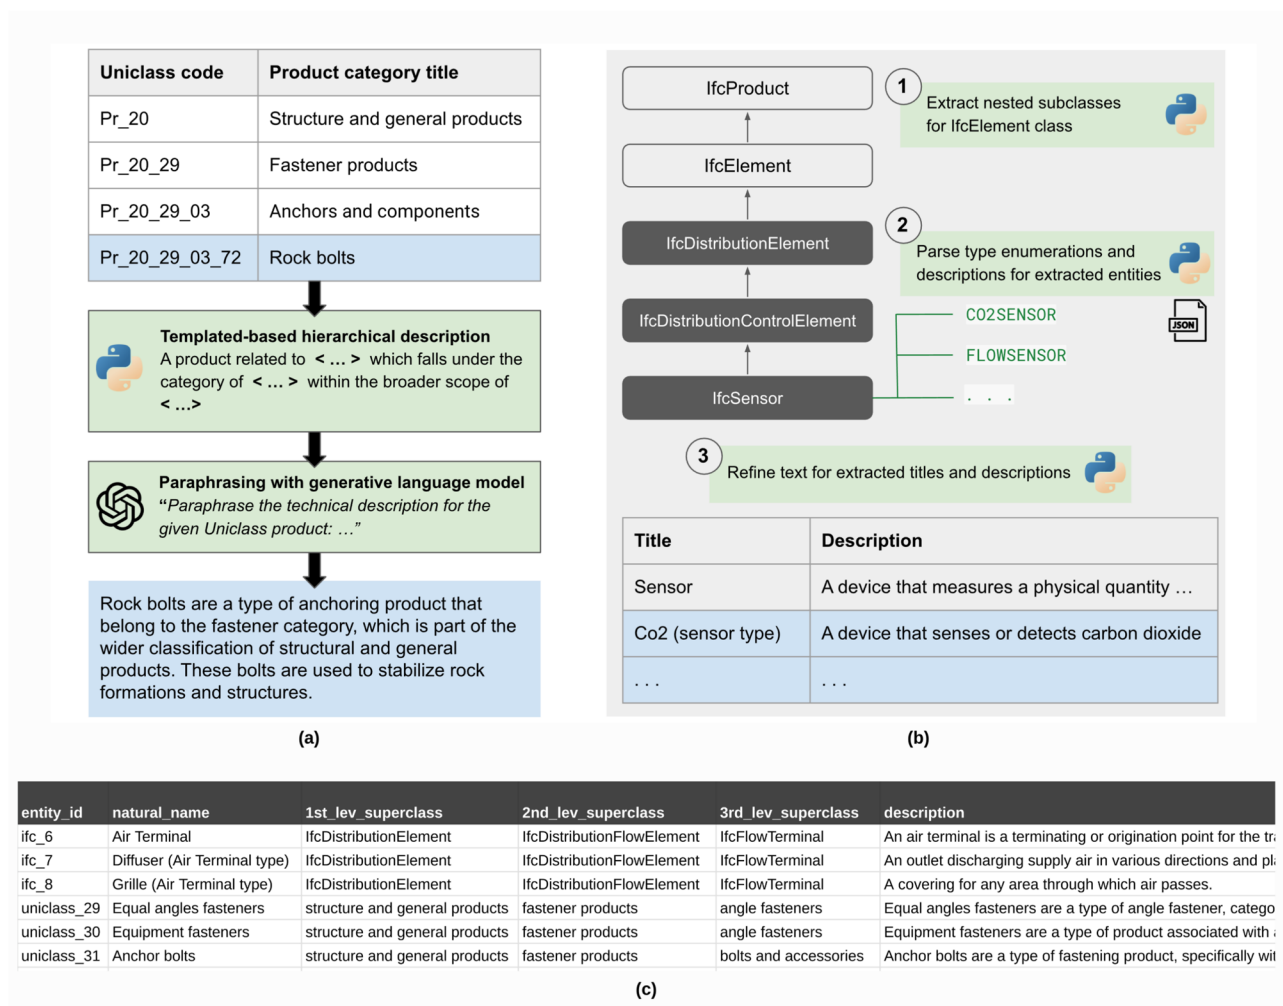 Uniclass code Product category title
Pr_20 Structure and general products
Pr_20_29 Fastener products
Pr_20_29_03 Anchors and components
Pr_20_29_03_72 Rock bolts
Templated-based hierarchical description
A product related to < ... > which falls under the
category of < ... > within the broader scope of
< ...>
Paraphrasing with generative language model
“Paraphrase the technical description for the
given Uniclass product: …”
Rock bolts are a type of anchoring product that
belong to the fastener category, which is part of the
wider classification of structural and general
products. These bolts are used to stabilize rock
formations and structures.
(a)
IfcProduct
IfcElement
IfcDistributionElement
IfcDistributionControlElement
IfcSensor
1
Extract nested subclasses
for IfcElement class
2
Parse type enumerations and
descriptions for extracted entities
CO2SENSOR
FLOWSENSOR
. . .
JSON
3
Refine text for extracted titles and descriptions
Title Description
Sensor A device that measures a physical quantity …
Co2 (sensor type) A device that senses or detects carbon dioxide
. . . . . .
(b)
entity_id natural_name 1st_lev_superclass 2nd_lev_superclass 3rd_lev_superclass description
ifc_6 Air Terminal IfcDistributionElement IfcDistributionFlowElement IfcFlowTerminal An air terminal is a terminating or origination point for the
ifc_7 Diffuser (Air Terminal type) IfcDistributionElement IfcDistributionFlowElement IfcFlowTerminal An outlet discharging supply air in various directions and
ifc_8 Grille (Air Terminal type) IfcDistributionElement IfcDistributionFlowElement IfcFlowTerminal A covering for any area through which air passes.
uniclass_29 Equal angles fasteners structure and general products fastener products angle fasteners Equal angles fasteners are a type of angle fastener,
uniclass_30 Equipment fasteners structure and general products fastener products angle fasteners Equipment fasteners are a type of product associated with
uniclass_31 Anchor bolts structure and general products fastener products bolts and accessories Anchor bolts are a type of fastening product, specifically
(c)